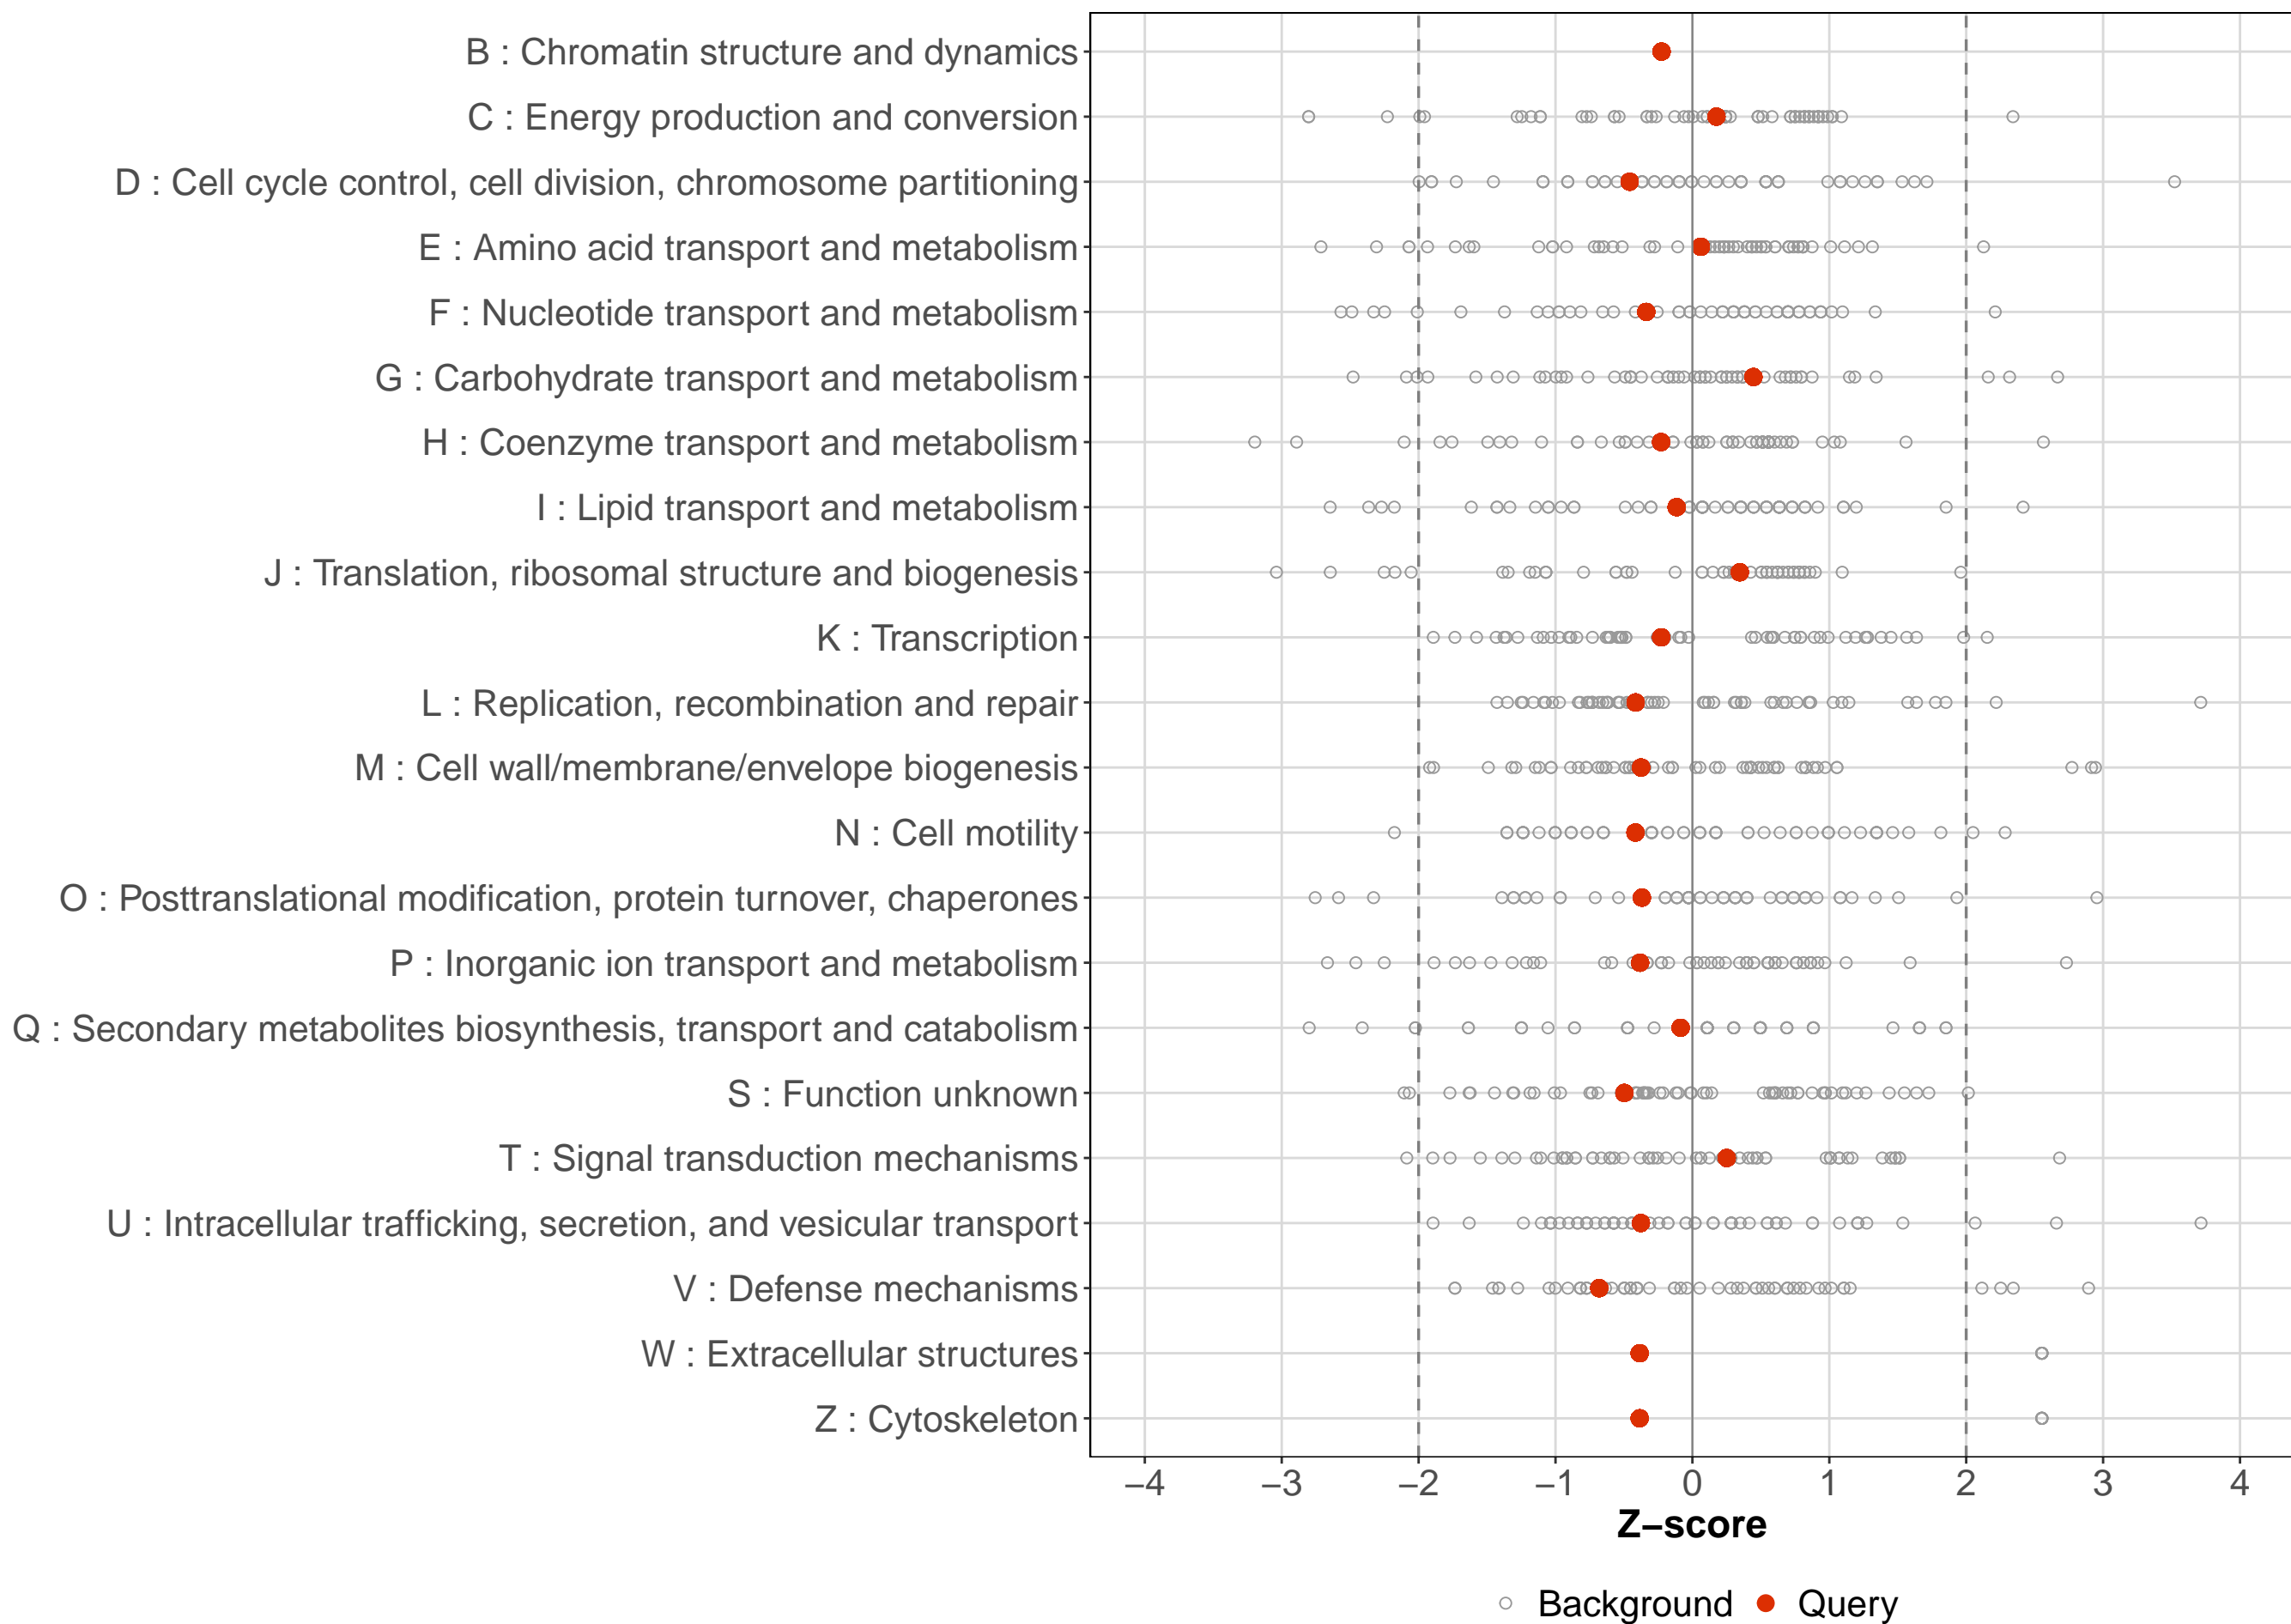 B : Chromatin structure and dynamics
C : Energy production and conversion
D : Cell cycle control, cell division, chromosome partitioning
E : Amino acid transport and metabolism
F : Nucleotide transport and metabolism
G : Carbohydrate transport and metabolism
H : Coenzyme transport and metabolism
I : Lipid transport and metabolism
J : Translation, ribosomal structure and biogenesis
K : Transcription
L : Replication, recombination and repair
M : Cell wall/membrane/envelope biogenesis
N : Cell motility
O : Posttranslational modification, protein turnover, chaperones
P : Inorganic ion transport and metabolism
Q : Secondary metabolites biosynthesis, transport and catabolism
S : Function unknown
T : Signal transduction mechanisms
U : Intracellular trafficking, secretion, and vesicular transport
V : Defense mechanisms
W : Extracellular structures
Z : Cytoskeleton
−4 −3 −2 −1 0 1 2 3 4
Z−score
Background Query